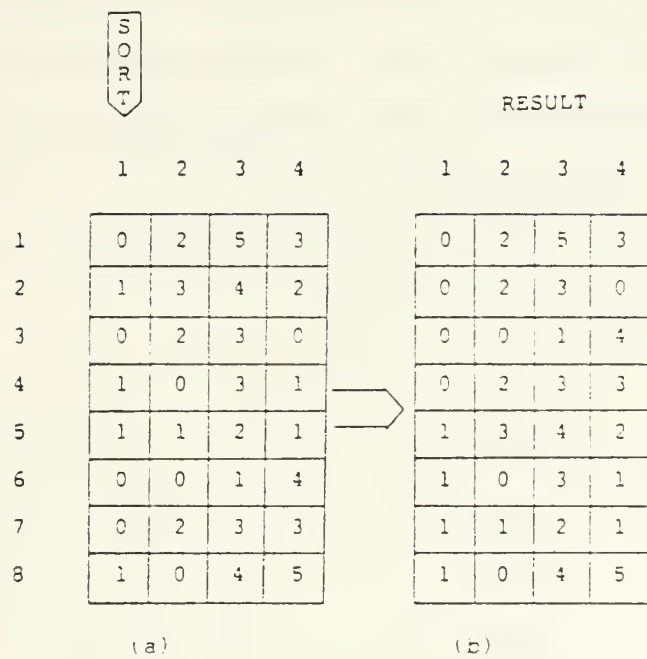 SORT
RESULT
1 2 3 4 1 2 3 4
1 0 2 5 3 0 2 5 3
2 1 3 4 2 0 2 3 0
3 0 2 3 0 0 0 1 4
4 1 0 3 1 0 2 3 3
5 1 1 2 1 1 3 4 2
6 0 0 1 4 1 0 3 1
7 0 2 3 3 1 1 2 1
8 1 0 4 5 1 0 4 5
(a) (b)